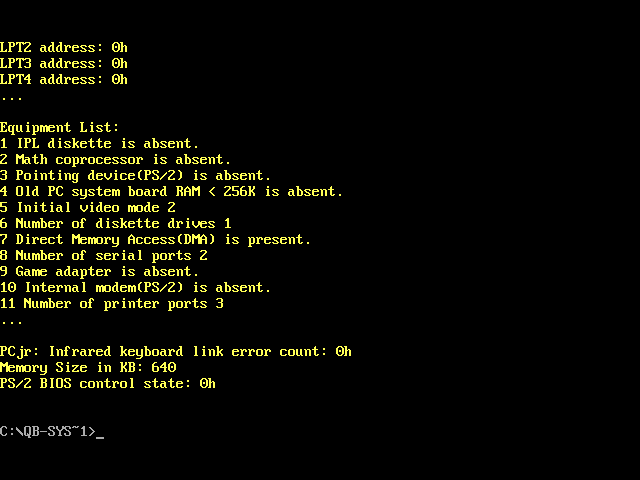 LPT2 address: 0h
LPT3 address: 0h
LPT4 address: 0h
...
Equipment List:
1 IPL diskette is absent.
2 Math coprocessor is absent.
3 Pointing device(PS/2) is absent.
4 Old PC system board RAM < 256K is absent.
5 Initial video mode 2
6 Number of diskette drives 1
7 Direct Memory Access(DMA) is present.
8 Number of serial ports 2
9 Game adapter is absent.
10 Internal modem(PS/2) is absent.
11 Number of printer ports 3
...
PCjr: Infrared keyboard link error count: 0h
Memory Size in KB: 640
PS/2 BIOS control state: 0h
C:\QB-SYS~1>_